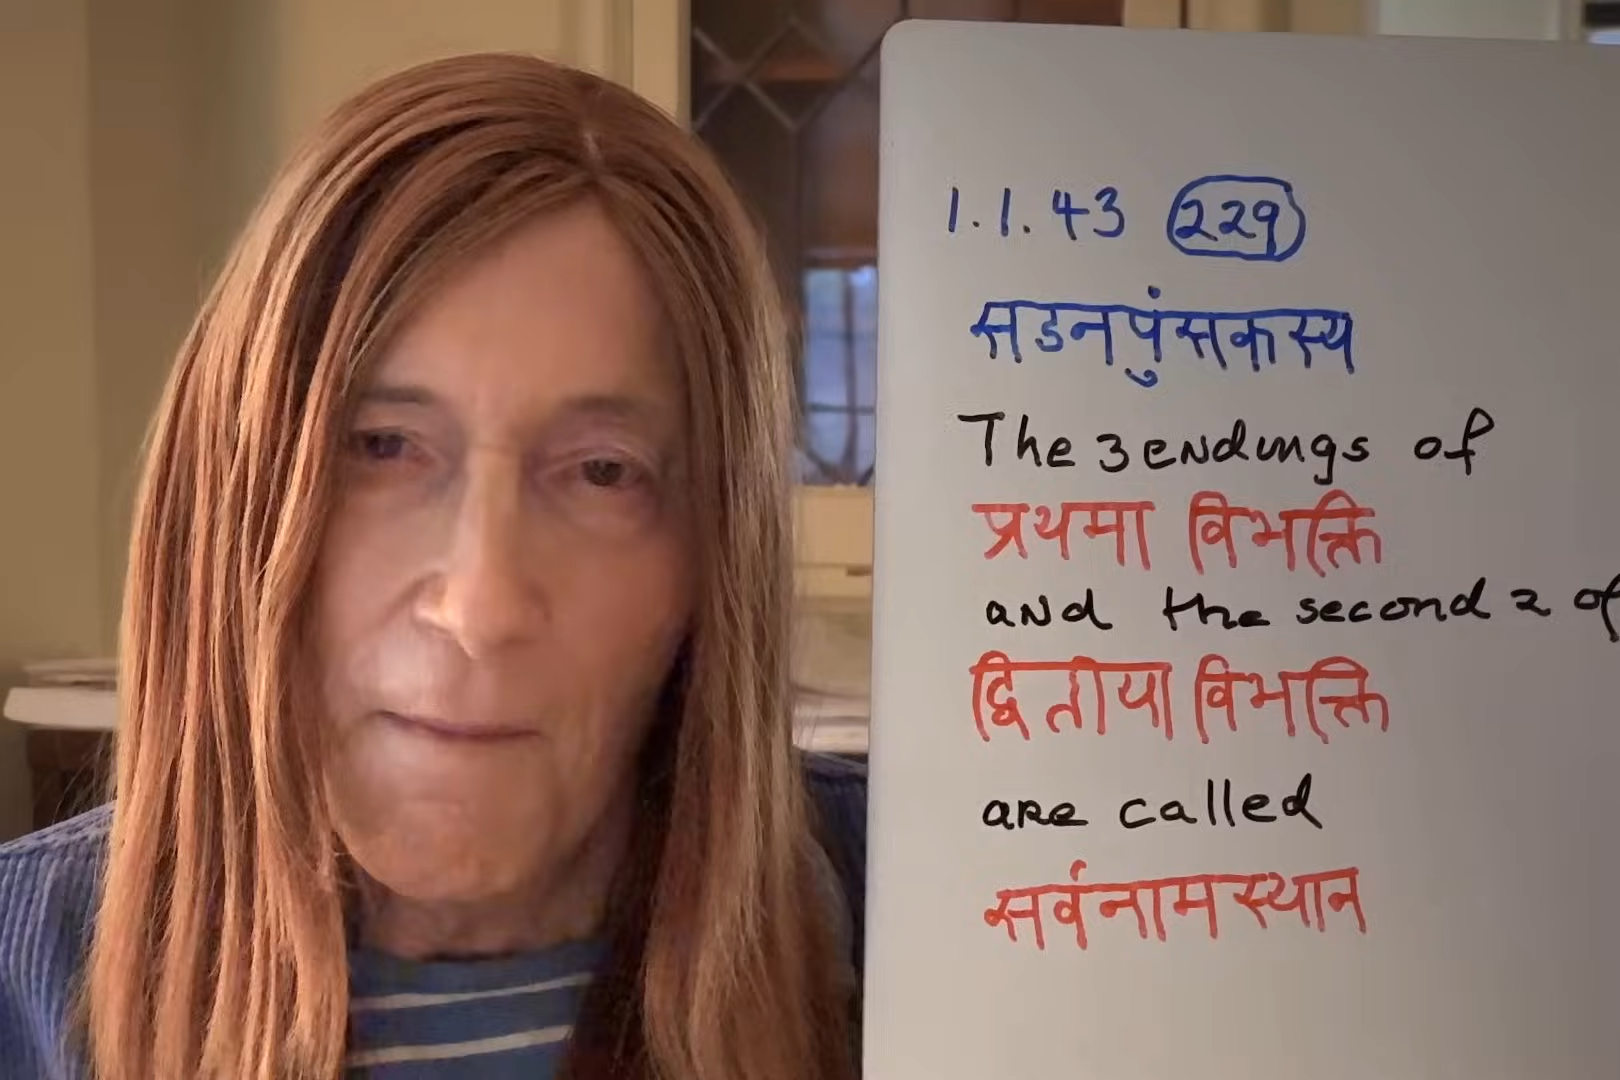 1.1.43 229
सडनपुंसकस्य
The 3 endings of
प्रथमा विभक्ति
and the second 2 of
द्वितीया विभक्ति
are called
सर्वनामस्थान